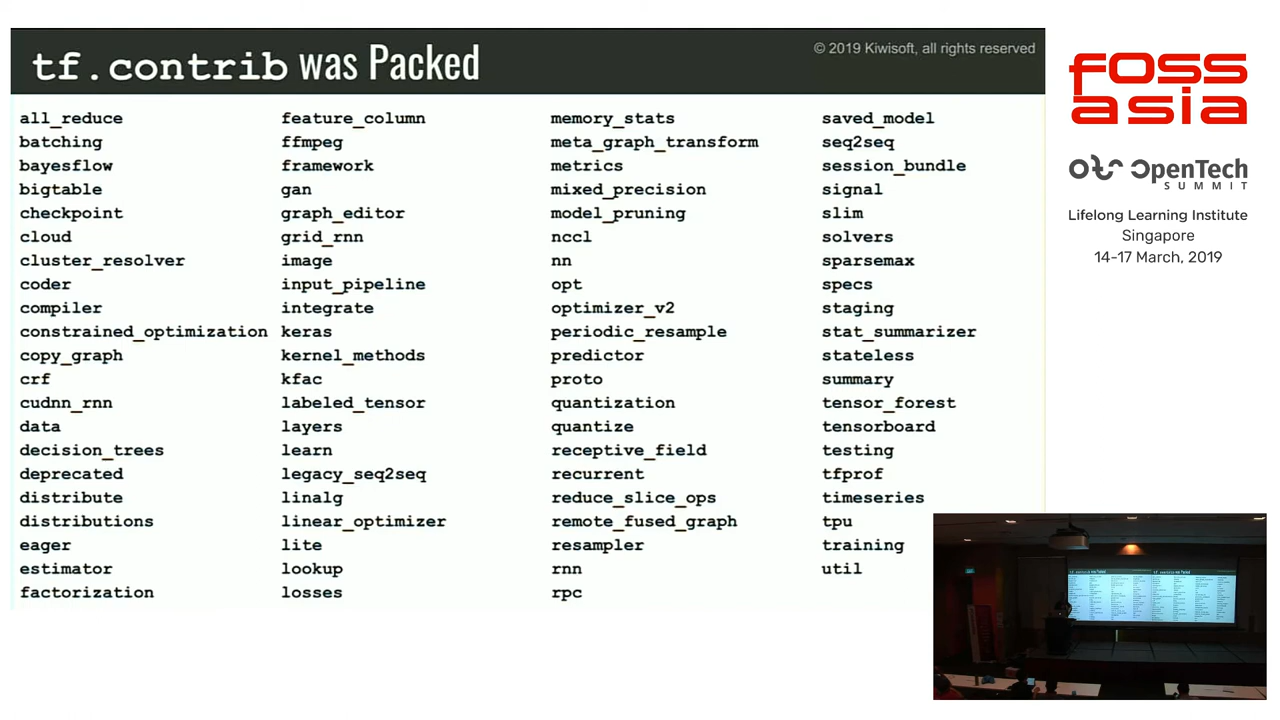 tf.contrib was Packed
© 2019 Kiwisoft, all rights reserved
all_reduce
batching
bayesflow
bigtable
checkpoint
cloud
cluster_resolver
coder
compiler
constrained_optimization
copy_graph
crf
cudnn_rnn
data
decision_trees
deprecated
distribute
distributions
eager
estimator
factorization
feature_column
ffmpeg
framework
gan
graph_editor
grid_rnn
image
input_pipeline
integrate
keras
kernel_methods
kfac
labeled_tensor
layers
learn
legacy_seq2seq
linalg
linear_optimizer
lite
lookup
losses
memory_stats
meta_graph_transform
metrics
mixed_precision
model_pruning
nccl
nn
opt
optimizer_v2
periodic_resample
predictor
proto
quantization
quantize
receptive_field
recurrent
reduce_slice_ops
remote_fused_graph
resampler
rnn
rpc
saved_model
seq2seq
session_bundle
signal
slim
solvers
sparsemax
specs
staging
stat_summarizer
stateless
summary
tensor_forest
tensorboard
testing
tfprof
timeseries
tpu
training
util
FOSS
asia
OpenTech
SUMMIT
Lifelong Learning Institute
Singapore
14-17 March, 2019